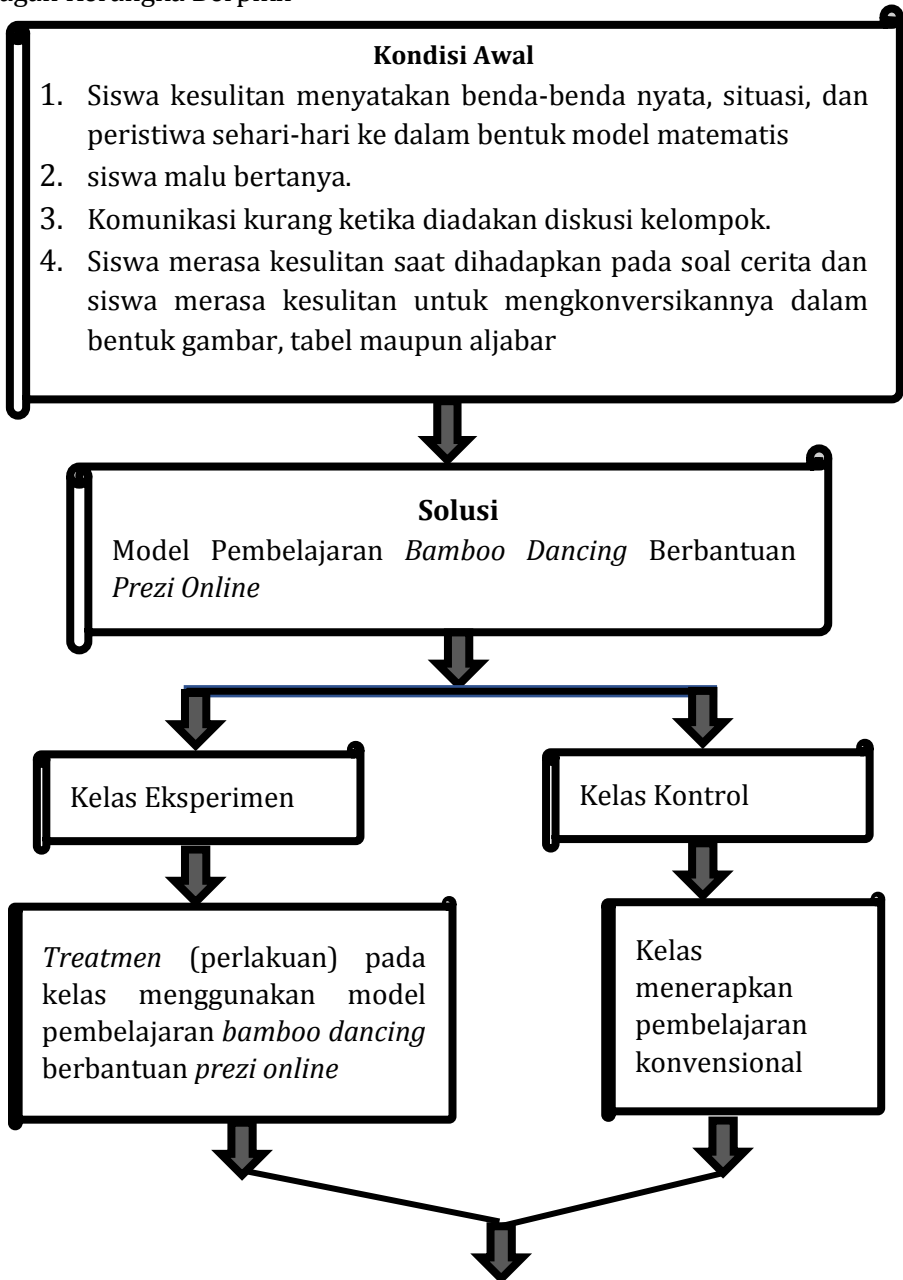 Kerangka Berpikir
Kondisi Awal
1. Siswa kesulitan menyatakan benda-benda nyata, situasi, dan
peristiwa sehari-hari ke dalam bentuk model matematis
2. siswa malu bertanya.
3. Komunikasi kurang ketika diadakan diskusi kelompok.
4. Siswa merasa kesulitan saat dihadapkan pada soal cerita dan
siswa merasa kesulitan untuk mengkonversikannya dalam
bentuk gambar, tabel maupun aljabar
Solusi
Model Pembelajaran Bamboo Dancing Berbantuan
Prezi Online
Kelas Eksperimen
Kelas Kontrol
Treatmen (perlakuan) pada
kelas menggunakan model
pembelajaran bamboo dancing
berbantuan prezi online
Kelas
menerapkan
pembelajaran
konvensional